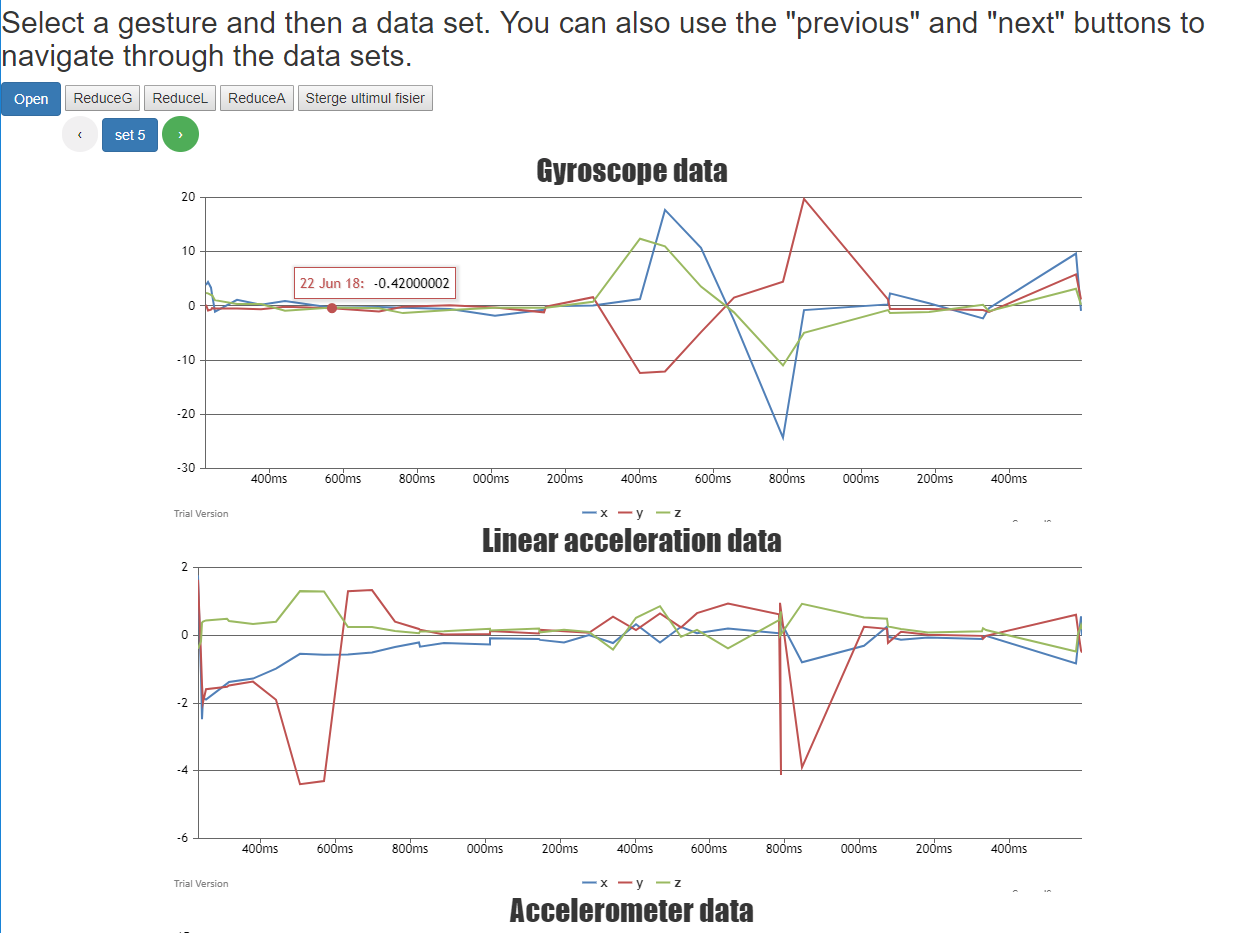 Select a gesture and then a data set. You can also use the "previous" and "next" buttons to
navigate through the data sets.
Open ReduceG ReduceL ReduceA Sterge ultimul fisier
‹ set 5 ›
Gyroscope data
20
10
22 Jun 18: -0.42000002
0
-10
-20
-30
400ms 600ms 800ms 000ms 200ms 400ms 600ms 800ms 000ms 200ms 400ms
Trial Version x y z
Linear acceleration data
2
0
-2
-4
-6
400ms 600ms 800ms 000ms 200ms 400ms 600ms 800ms 000ms 200ms 400ms
Trial Version x y z
Accelerometer data